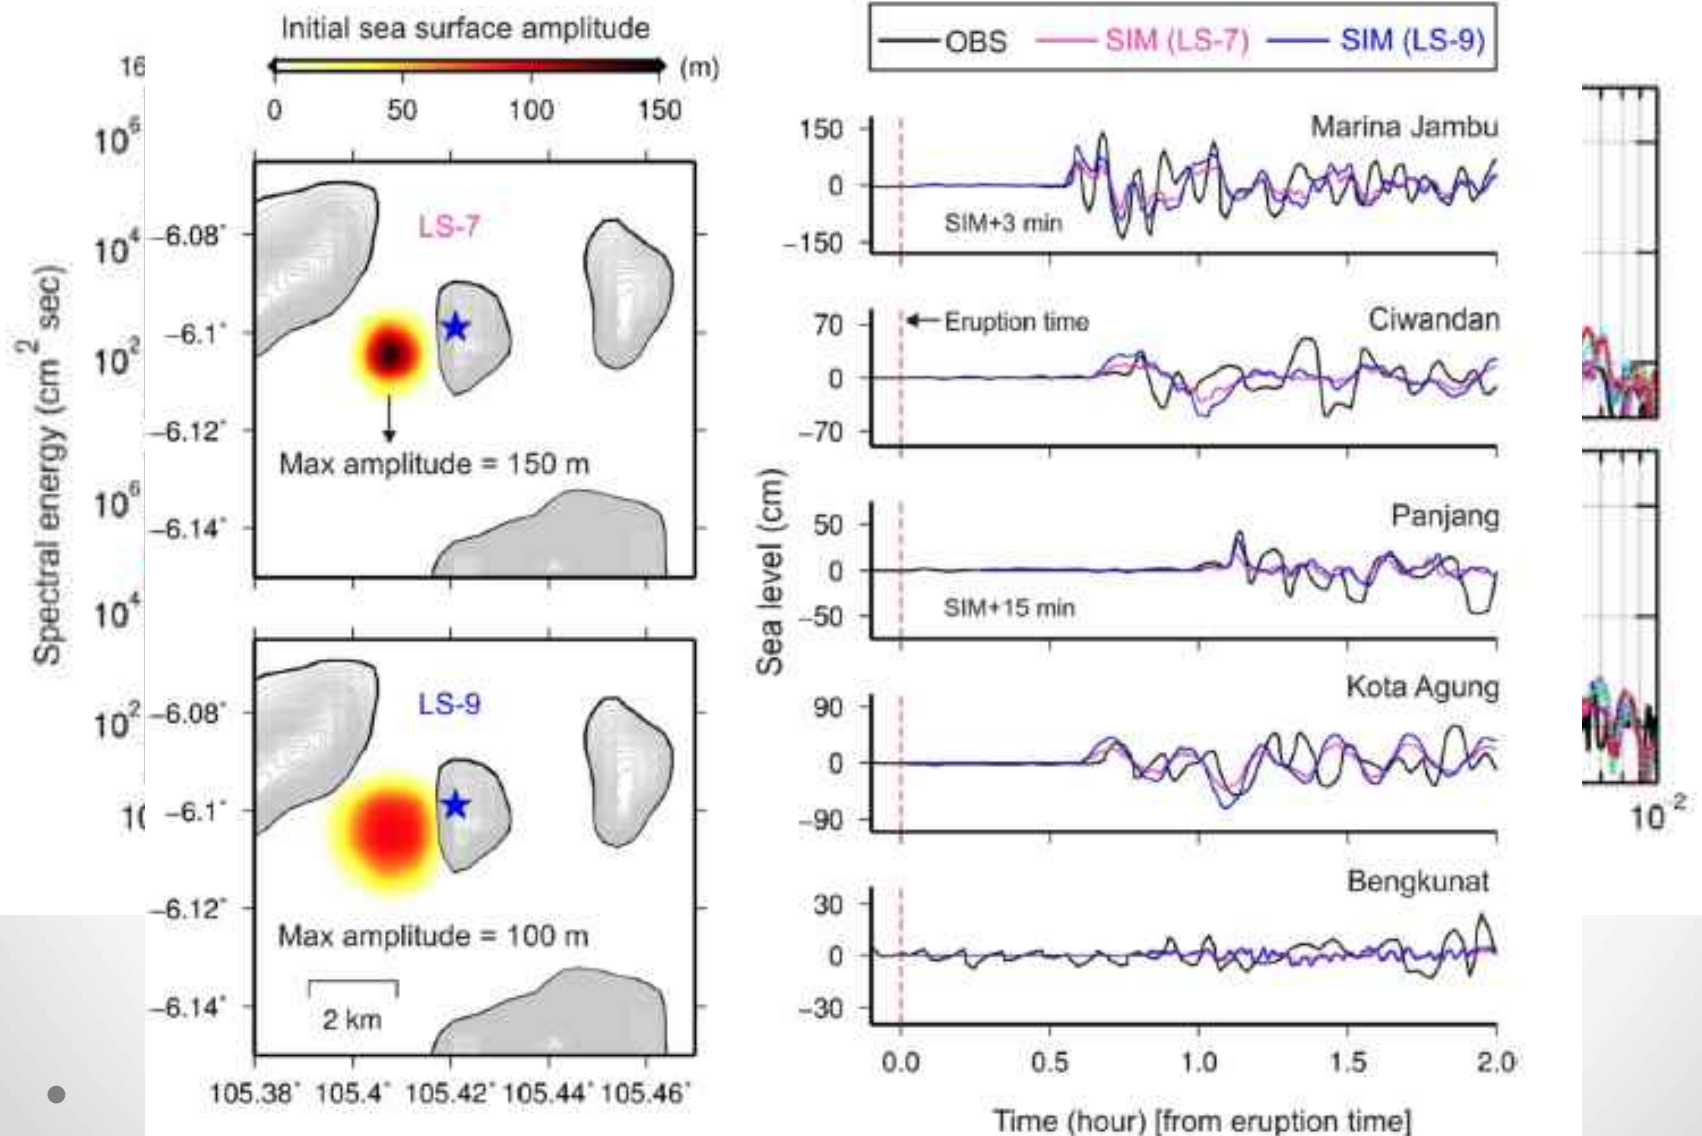 Initial sea surface amplitude
(m)
0 50 100 150
OBS SIM (LS-7) SIM (LS-9)
Spectral energy (cm2 sec)
16
10^6
10^4
10^2
10^6
10^4
10^2
LS-7
−6.08°
−6.1°
−6.12°
−6.14°
Max amplitude = 150 m
LS-9
−6.08°
−6.1°
−6.12°
−6.14°
Max amplitude = 100 m
2 km
105.38° 105.4° 105.42° 105.44° 105.46°
Sea level (cm)
Marina Jambu
150
0
−150
SIM+3 min
Ciwandan
70
0
−70
Eruption time
Panjang
50
0
−50
SIM+15 min
Kota Agung
90
0
−90
Bengkunat
30
0
−30
0.0 0.5 1.0 1.5 2.0
Time (hour) [from eruption time]
10^-2